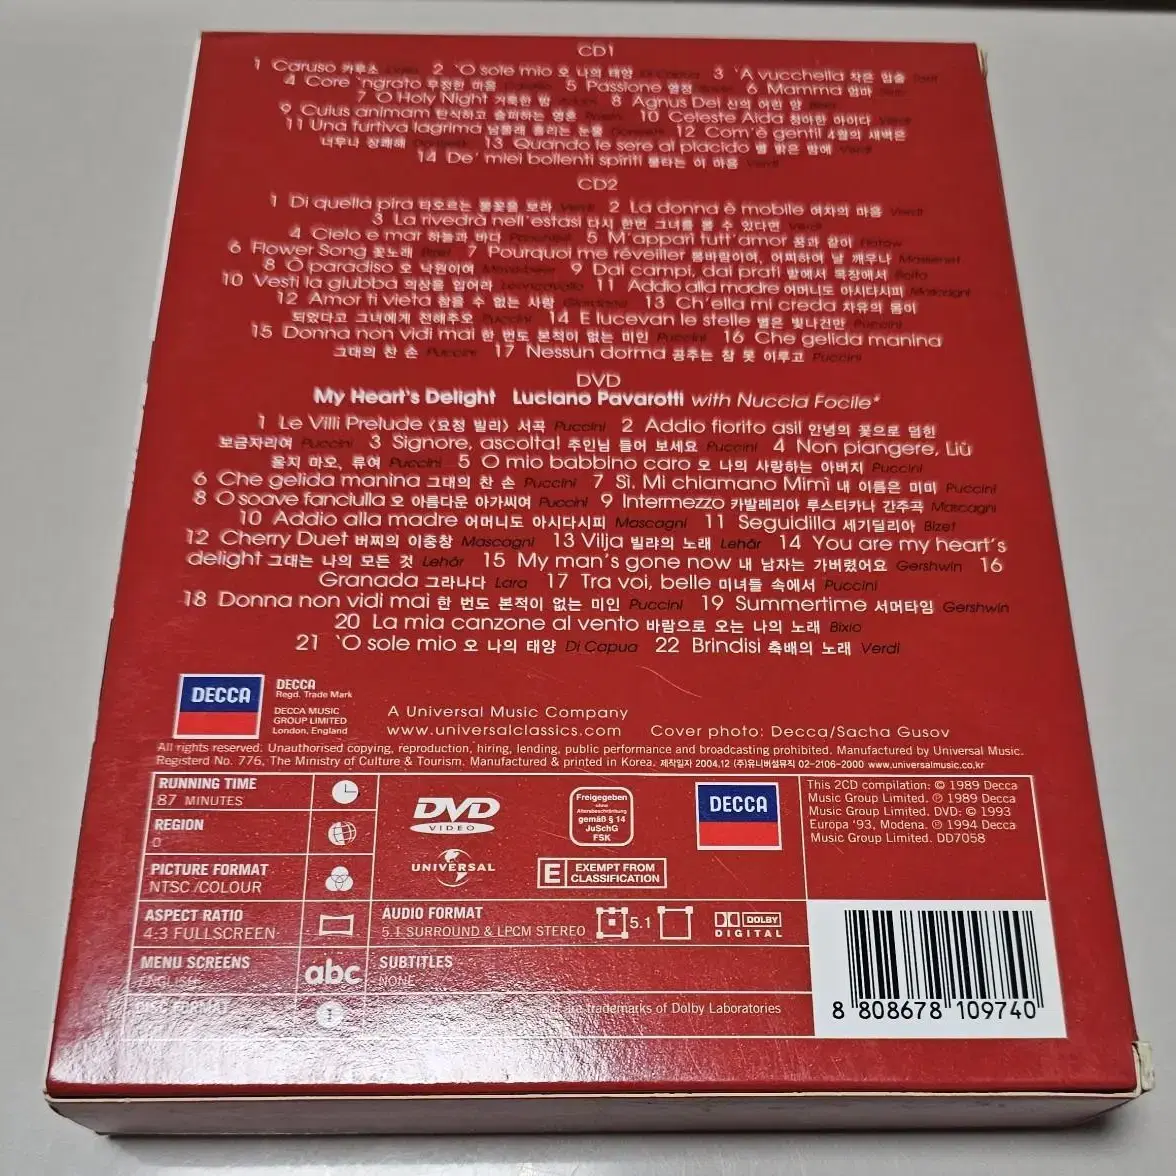 CD1
1 Caruso 카루소 Dalla 2 'O sole mio 오 나의 태양 Di Capua 3 'A vucchella 작은 입술 Tosti
4 Core 'ngrato 무정한 마음 5 Passione 열정 6 Mamma 엄마
7 O Holy Night 거룩한 밤 8 Agnus Dei 신의 어린 양
9 Cuius animam 탄식하고 슬퍼하는 영혼 10 Celeste Aida 청아한 아이다 Verdi
11 Una furtiva lagrima 남몰래 흘리는 눈물 Donizetti 12 Com'è gentil 4월의 새벽은
너무나 상쾌해 Donizetti 13 Quando le sere al placido 별 밝은 밤에 Verdi
14 De' miei bollenti spiriti 불타는 이 마음 Verdi
CD2
1 Di quella pira 타오르는 불꽃을 보라 Verdi 2 La donna è mobile 여자의 마음 Verdi
3 La rivedrà nell'estasi 다시 한번 그녀를 볼 수 있다면 Verdi
4 Cielo e mar 하늘과 바다 Ponchielli 5 M'appari tutt'amor 꿈과 같이 Flotow
6 Flower Song 꽃노래 Bizet 7 Pourquoi me réveiller 봄바람이여, 어찌하여 날 깨우나 Massenet
8 O paradiso 오 낙원이여 Meyerbeer 9 Dai campi, dai prati 밭에서 목장에서 Boito
10 Vesti la giubba 의상을 입어라 Leoncavallo 11 Addio alla madre 어머니도 아시다시피 Mascagni
12 Amor ti vieta 참을 수 없는 사랑 Giordano 13 Ch'ella mi creda 자유의 몸이
되었다고 그녀에게 전해주오 Puccini 14 E lucevan le stelle 별은 빛나건만 Puccini
15 Donna non vidi mai 한 번도 본적이 없는 미인 Puccini 16 Che gelida manina
그대의 찬 손 Puccini 17 Nessun dorma 공주는 잠 못 이루고 Puccini
DVD
My Heart's Delight Luciano Pavarotti with Nuccia Focile*
1 Le Villi Prelude <요정 빌리> 서곡 Puccini 2 Addio fiorito asil 안녕의 꽃으로 덮힌
보금자리여 Puccini 3 Signore, ascolta! 주인님 들어 보세요 Puccini 4 Non piangere, Liù
울지 마오, 류여 Puccini 5 O mio babbino caro 오 나의 사랑하는 아버지 Puccini
6 Che gelida manina 그대의 찬 손 Puccini 7 Sì. Mi chiamano Mimì 내 이름은 미미 Puccini
8 O soave fanciulla 오 아름다운 아가씨여 Puccini 9 Intermezzo 카발레리아 루스티카나 간주곡 Mascagni
10 Addio alla madre 어머니도 아시다시피 Mascagni 11 Seguidilla 세기딜리아 Bizet
12 Cherry Duet 버찌의 이중창 Mascagni 13 Vilja 빌랴의 노래 Lehár 14 You are my heart's
delight 그대는 나의 모든 것 Lehár 15 My man's gone now 내 남자는 가버렸어요 Gershwin 16
Granada 그라나다 Lara 17 Tra voi, belle 미녀들 속에서 Puccini
18 Donna non vidi mai 한 번도 본적이 없는 미인 Puccini 19 Summertime 서머타임 Gershwin
20 La mia canzone al vento 바람으로 오는 나의 노래 Bixio
21 'O sole mio 오 나의 태양 Di Capua 22 Brindisi 축배의 노래 Verdi
DECCA
DECCA
Regd. Trade Mark
DECCA MUSIC
GROUP LIMITED
London, England
A Universal Music Company
www.universalclassics.com Cover photo: Decca/Sacha Gusov
All rights reserved. Unauthorised copying, reproduction, hiring, lending, public performance and broadcasting prohibited. Manufactured by Universal Music.
Registerd No. 776, The Ministry of Culture & Tourism. Manufactured & printed in Korea. 제작일자 2004.12 (주)유니버설뮤직 02-2106-2000 www.universalmusic.co.kr
RUNNING TIME
87 MINUTES
REGION
0
PICTURE FORMAT
NTSC /COLOUR
ASPECT RATIO
4:3 FULLSCREEN
MENU SCREENS
ENGLISH
DISC FORMAT
abc
DVD
VIDEO
UNIVERSAL
Freigegeben
ohne
Altersbeschränkung
gemäß § 14
JuSchG
FSK
DECCA
E EXEMPT FROM
CLASSIFICATION
AUDIO FORMAT
5.1 SURROUND & LPCM STEREO
5.1
DOLBY
DIGITAL
SUBTITLES
NONE
are trademarks of Dolby Laboratories
This 2CD compilation: © 1989 Decca
Music Group Limited. ℗ 1989 Decca
Music Group Limited. DVD: © 1993
Europa '93, Modena. ℗ 1994 Decca
Music Group Limited. DD7058
8 808678 109740